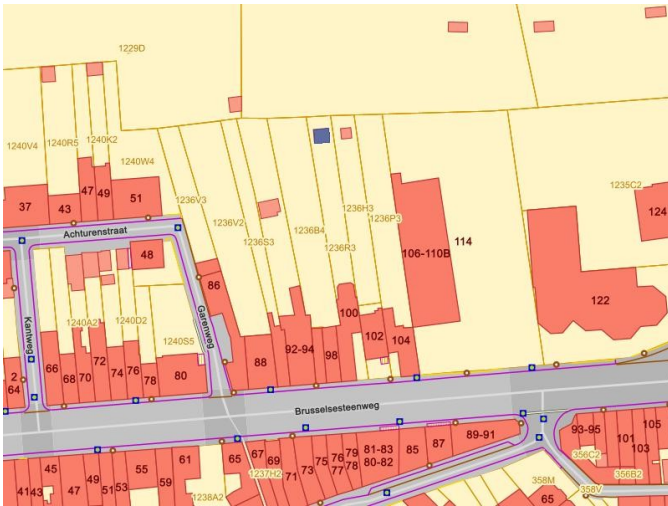 1229D
1240V4
1240R5
1240K2
1240W4
1235C2
37
43
47
49
51
1236V3
1236V2
1236S3
1236B4
1236R3
1236H3
1236P3
124
Achturenstraat
48
106-110B
114
86
122
Kantweg
Garenweg
1240A2
1240D2
1240S5
100
102
104
2
64
66
68
70
72
74
76
78
80
88
92-94
98
Brusselsesteenweg
41
43
45
47
49
51
53
55
59
61
65
67
69
71
73
75
76
77
79
78
81-83
80-82
85
87
89-91
93-95
101
103
105
1237H2
1238A2
356C2
356B2
358M
358V
65